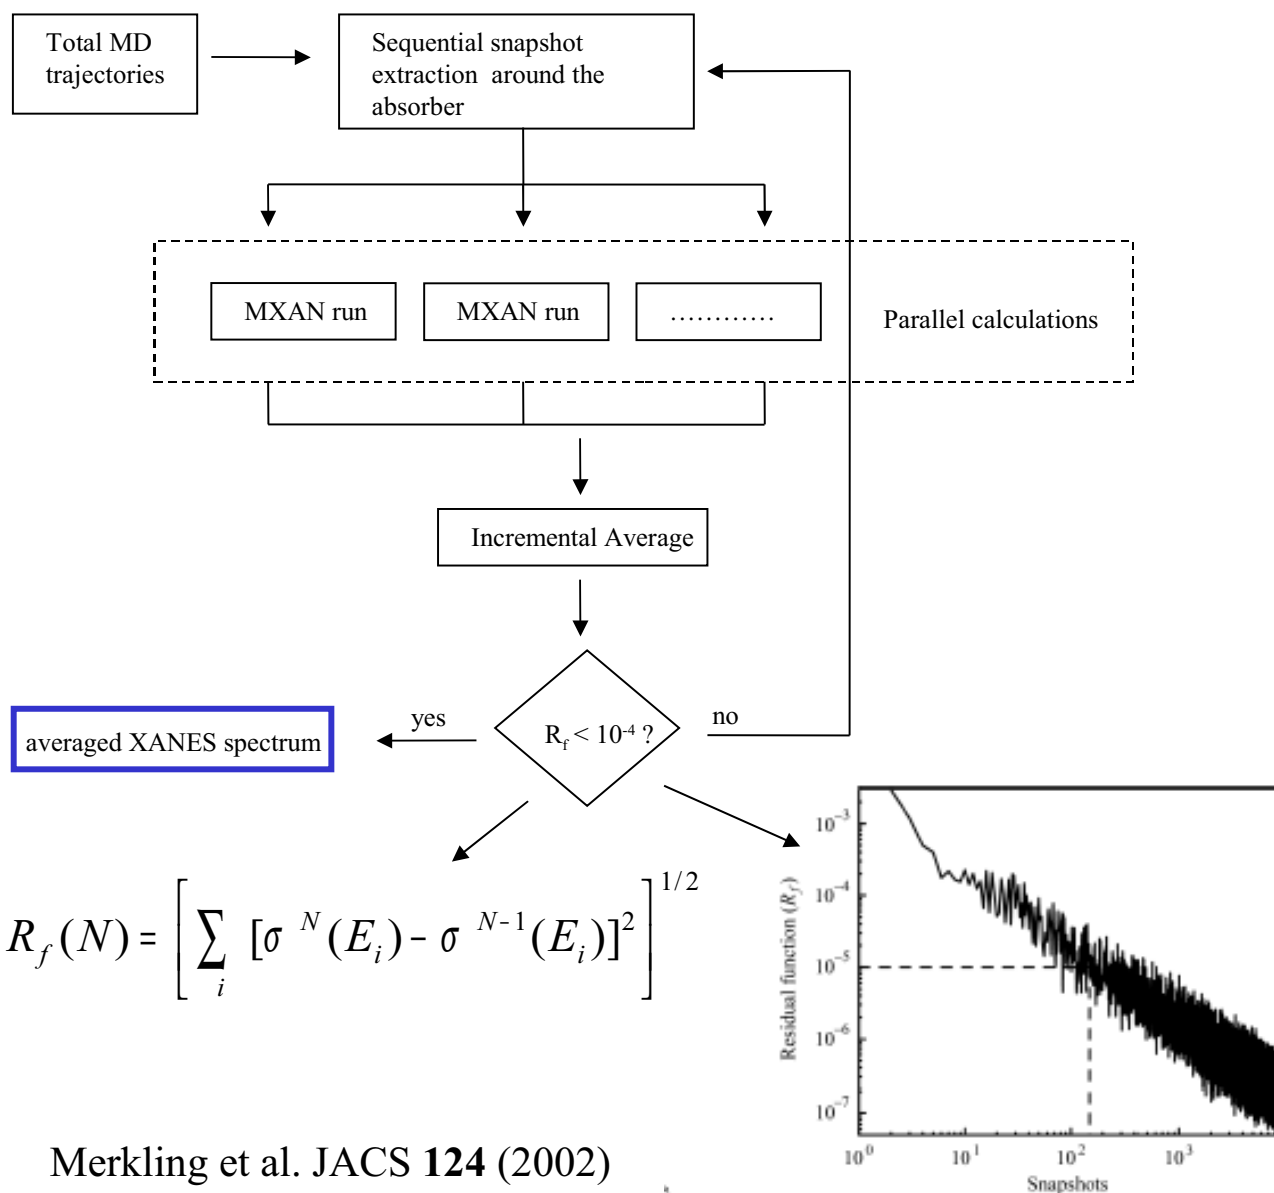 Total MD
trajectories
Sequential snapshot
extraction around the
absorber
MXAN run
MXAN run
…………
Parallel calculations
Incremental Average
R_f < 10^-4 ?
yes
no
averaged XANES spectrum
R_f(N) = [ ∑_i [σ^N(E_i) − σ^{N-1}(E_i)]^2 ]^{1/2}
Residual function (R_f)
10^−3
10^−4
10^−5
10^−6
10^−7
10^0
10^1
10^2
10^3
Snapshots
Merkling et al. JACS 124 (2002)